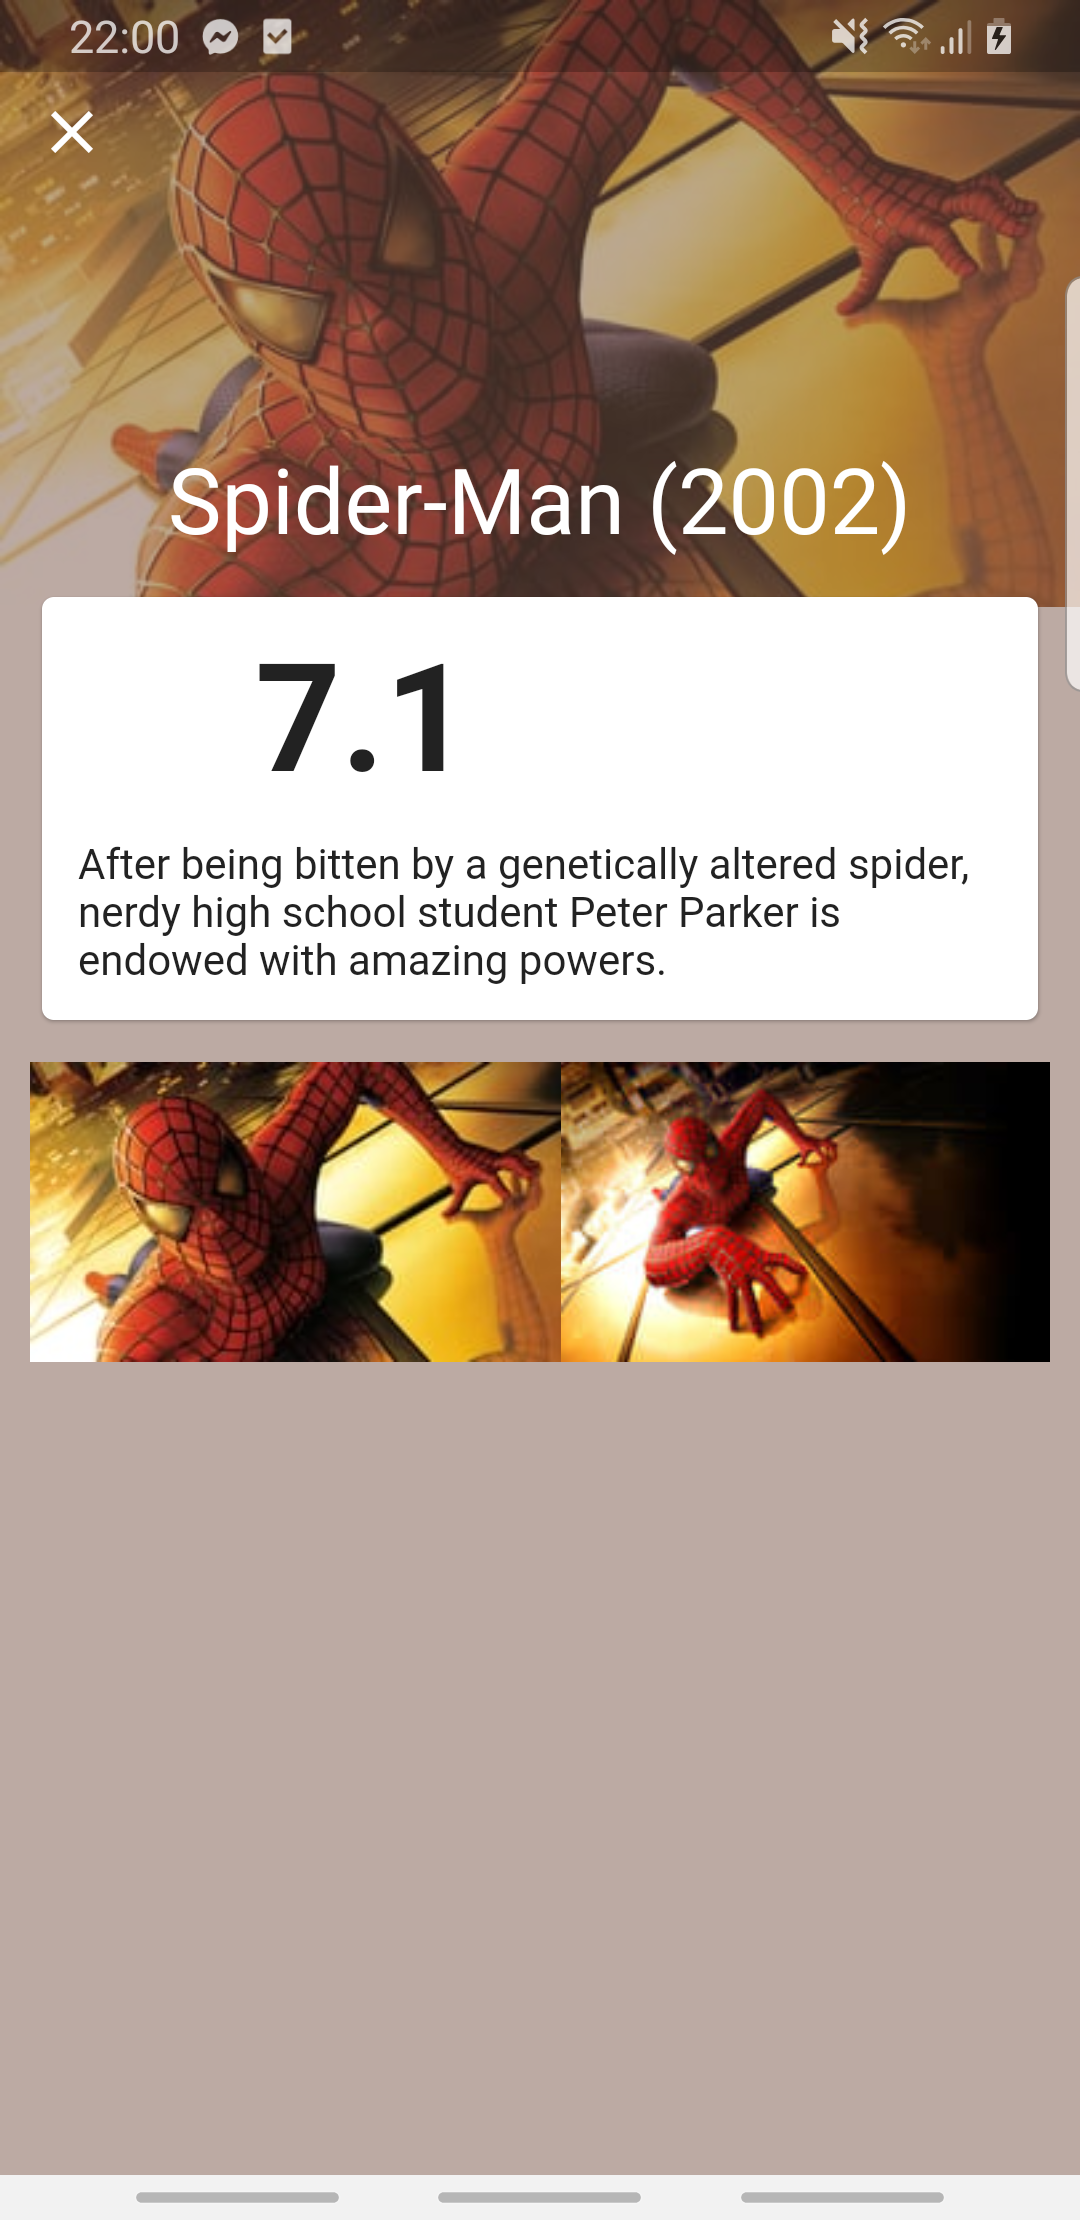 22:00
Spider-Man (2002)
7.1
After being bitten by a genetically altered spider,
nerdy high school student Peter Parker is
endowed with amazing powers.